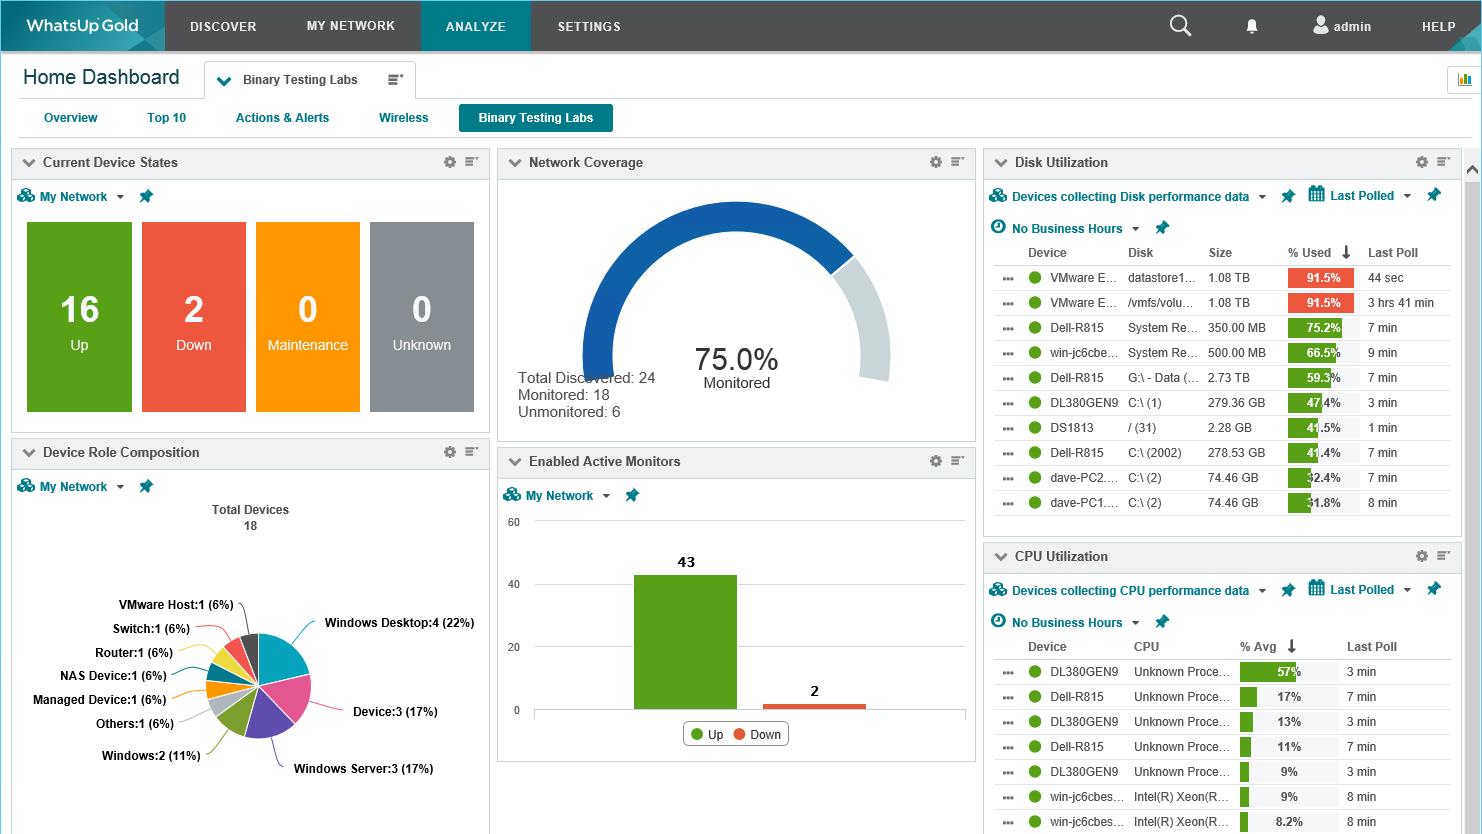 WhatsUp Gold DISCOVER MY NETWORK ANALYZE SETTINGS admin HELP
Home Dashboard Binary Testing Labs
Overview Top 10 Actions & Alerts Wireless Binary Testing Labs
Current Device States
My Network
16 2 0 0
Up Down Maintenance Unknown
Device Role Composition
My Network
Total Devices
18
VMware Host:1 (6%)
Switch:1 (6%)
Router:1 (6%)
NAS Device:1 (6%)
Managed Device:1 (6%)
Others:1 (6%)
Windows:2 (11%)
Windows Desktop:4 (22%)
Device:3 (17%)
Windows Server:3 (17%)
Network Coverage
75.0%
Monitored
Total Discovered: 24
Monitored: 18
Unmonitored: 6
Enabled Active Monitors
My Network
60
40
20
0
43
2
Up Down
Disk Utilization
Devices collecting Disk performance data Last Polled
No Business Hours
Device Disk Size % Used Last Poll
VMware E... datastore1... 1.08 TB 91.5% 44 sec
VMware E... /vmfs/volu... 1.08 TB 91.5% 3 hrs 41 min
Dell-R815 System Re... 350.00 MB 75.2% 7 min
win-jc6cbe... System Re... 500.00 MB 66.5% 9 min
Dell-R815 G:\ - Data (... 2.73 TB 59.3% 7 min
DL380GEN9 C:\ (1) 279.36 GB 47.4% 3 min
DS1813 / (31) 2.28 GB 41.5% 1 min
Dell-R815 C:\ (2002) 278.53 GB 41.4% 7 min
dave-PC2.... C:\ (2) 74.46 GB 32.4% 7 min
dave-PC1.... C:\ (2) 74.46 GB 31.8% 8 min
CPU Utilization
Devices collecting CPU performance data Last Polled
No Business Hours
Device CPU % Avg Last Poll
DL380GEN9 Unknown Proce... 57% 3 min
Dell-R815 Unknown Proce... 17% 7 min
DL380GEN9 Unknown Proce... 13% 3 min
Dell-R815 Unknown Proce... 11% 7 min
DL380GEN9 Unknown Proce... 9% 3 min
win-jc6cbes... Intel(R) Xeon(R... 9% 8 min
win-jc6cbes... Intel(R) Xeon(R... 8.2% 8 min